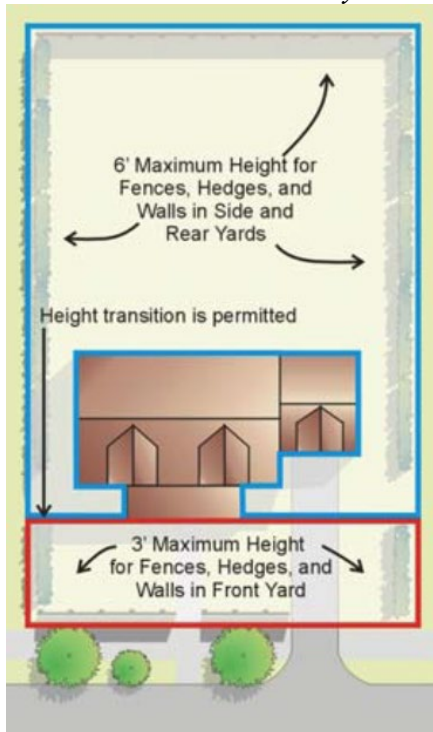 6' Maximum Height for
Fences, Hedges, and
Walls in Side and
Rear Yards
Height transition is permitted
3' Maximum Height
for Fences, Hedges, and
Walls in Front Yard